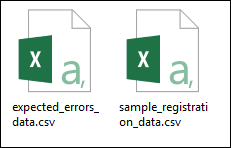 X a, X a,
expected_errors_ sample_registrati
data.csv on_data.csv